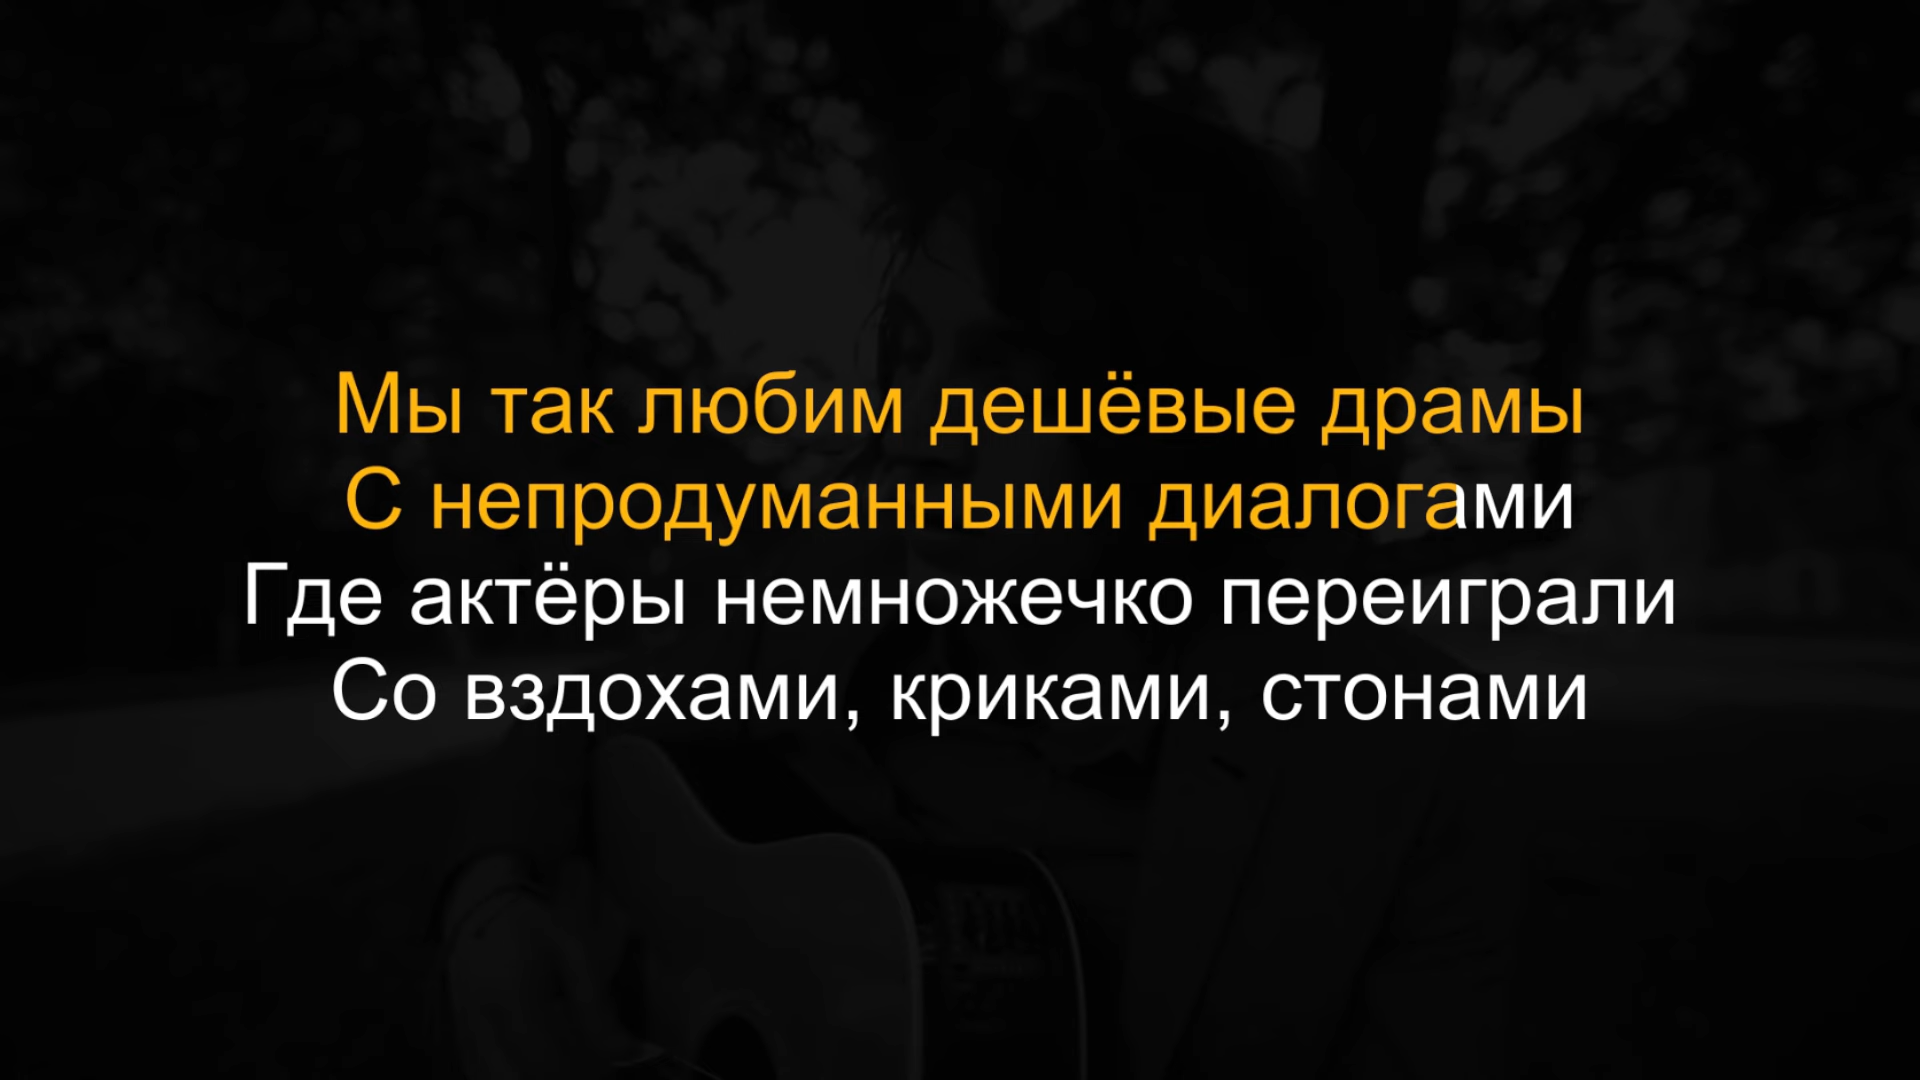 Мы так любим дешёвые драмы
С непродуманными диалогами
Где актёры немножечко переиграли
Со вздохами, криками, стонами